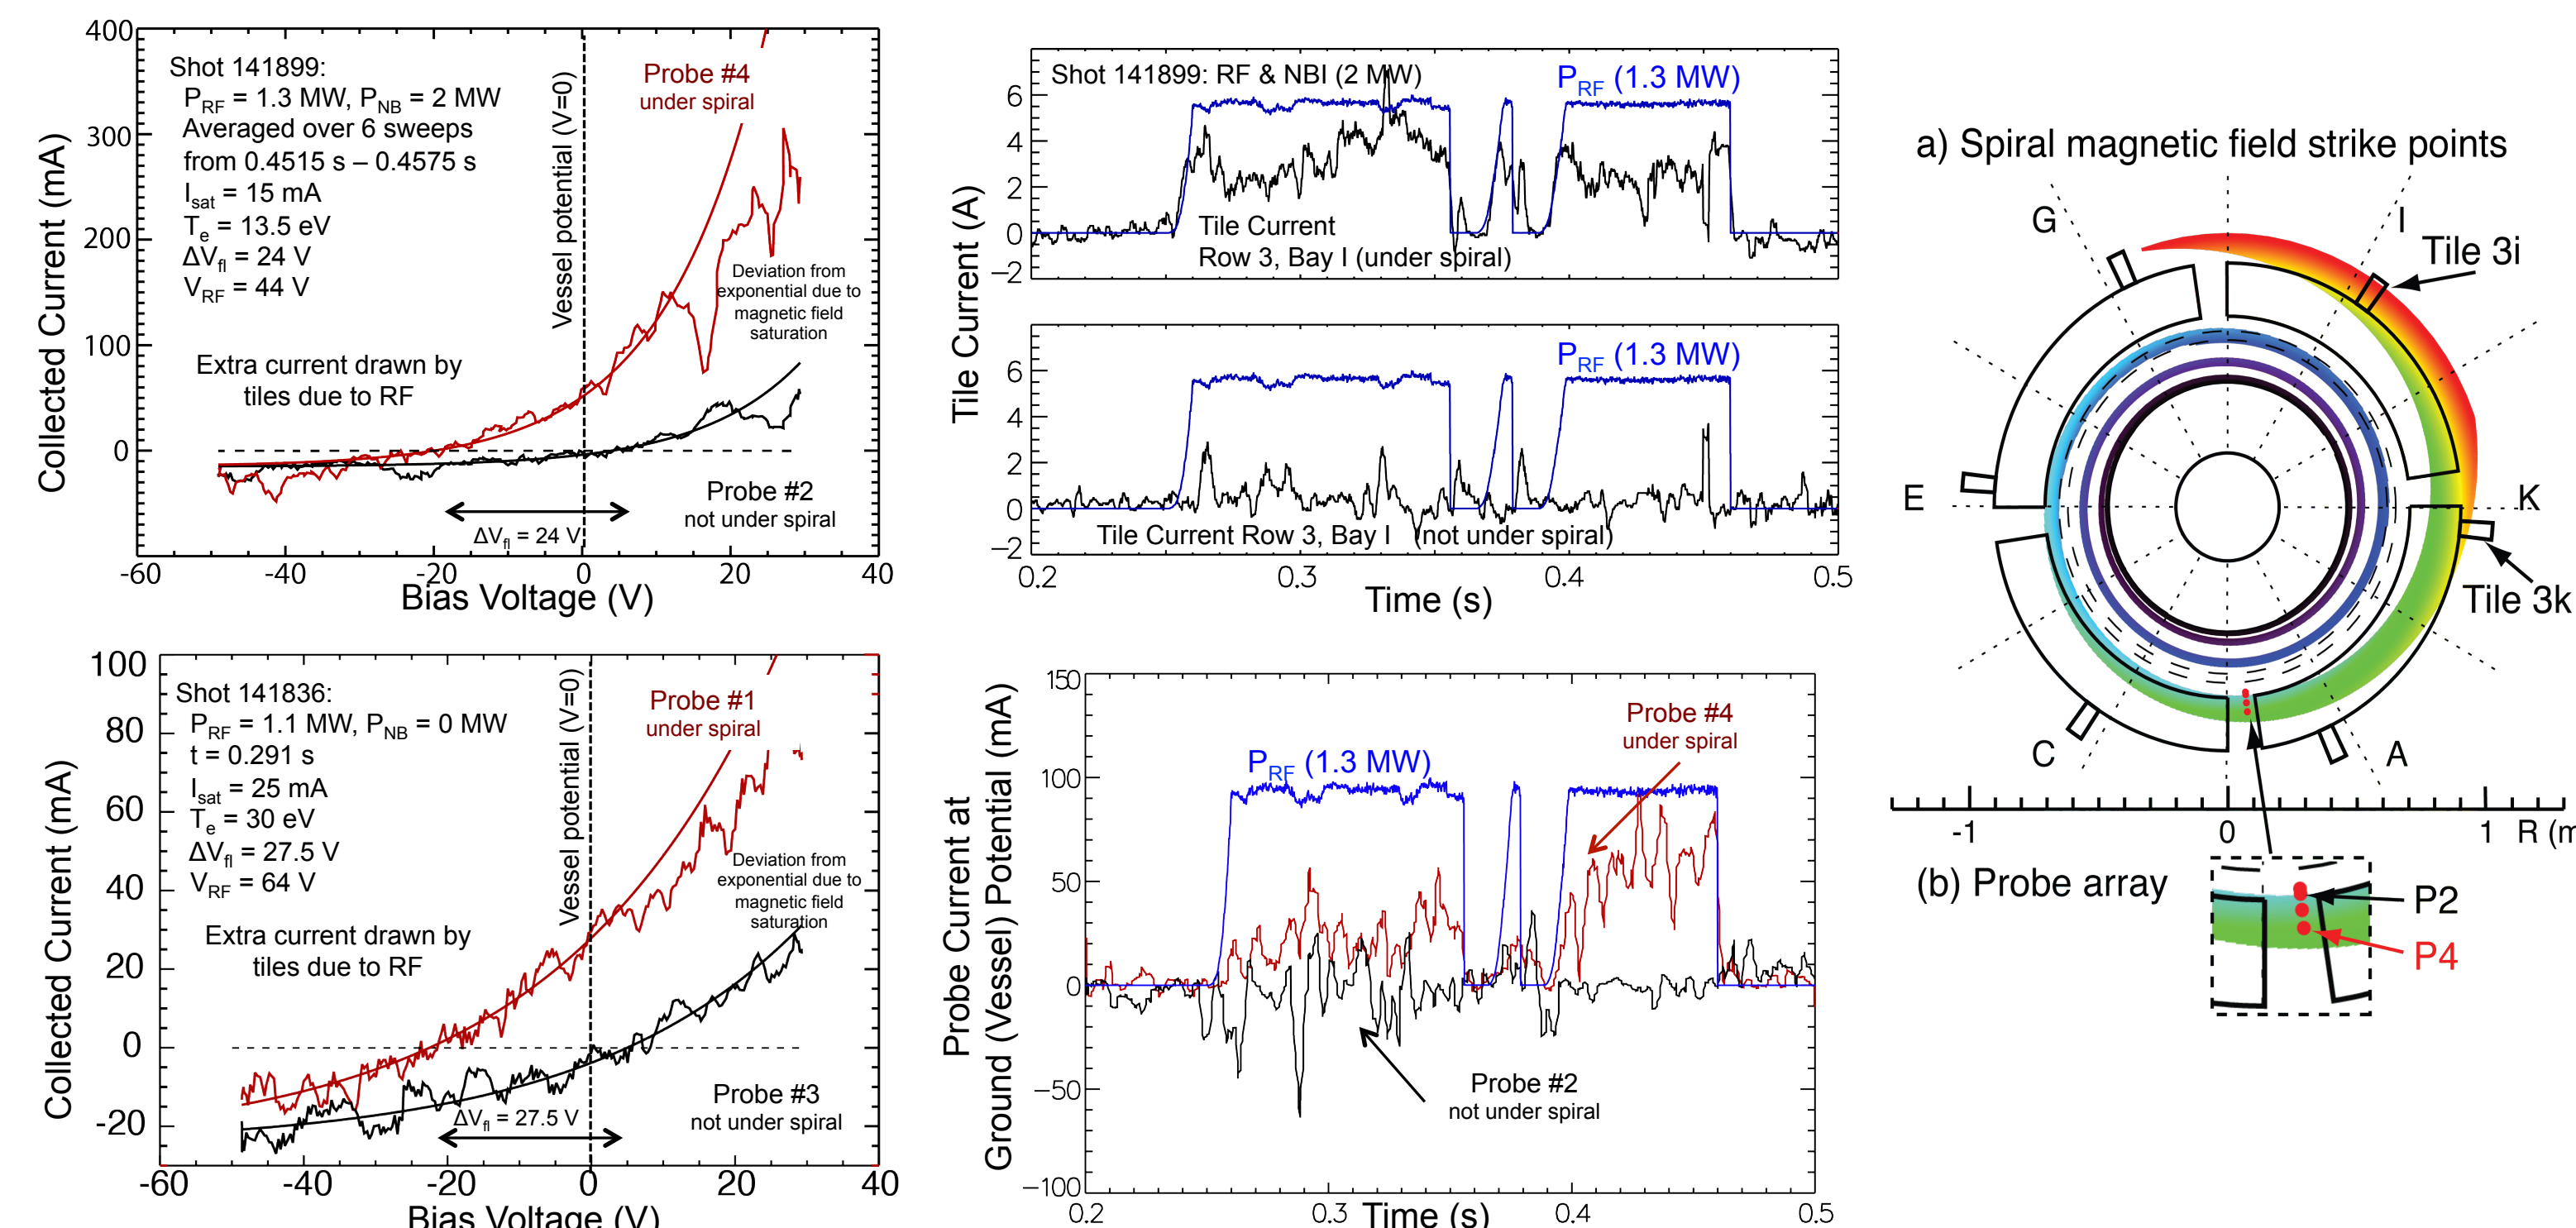 400
300
200
100
0
Collected Current (mA)
Shot 141899:
P_RF = 1.3 MW, P_NB = 2 MW
Averaged over 6 sweeps
from 0.4515 s – 0.4575 s
I_sat = 15 mA
T_e = 13.5 eV
ΔV_fl = 24 V
V_RF = 44 V
Extra current drawn by
tiles due to RF
Vessel potential (V=0)
Probe #4
under spiral
Deviation from
exponential due to
magnetic field
saturation
Probe #2
not under spiral
ΔV_fl = 24 V
-60 -40 -20 0 20 40
Bias Voltage (V)
100
80
60
40
20
0
-20
Collected Current (mA)
Shot 141836:
P_RF = 1.1 MW, P_NB = 0 MW
t = 0.291 s
I_sat = 25 mA
T_e = 30 eV
ΔV_fl = 27.5 V
V_RF = 64 V
Extra current drawn by
tiles due to RF
Vessel potential (V=0)
Probe #1
under spiral
Deviation from
exponential due to
magnetic field
saturation
Probe #3
not under spiral
ΔV_fl = 27.5 V
-60 -40 -20 0 20 40
Bias Voltage (V)
Tile Current (A)
6
4
2
0
−2
Shot 141899: RF & NBI (2 MW)
P_RF (1.3 MW)
Tile Current
Row 3, Bay I (under spiral)
6
4
2
0
−2
P_RF (1.3 MW)
Tile Current Row 3, Bay I (not under spiral)
0.2 0.3 0.4 0.5
Time (s)
Probe Current at
Ground (Vessel) Potential (mA)
150
100
50
0
−50
−100
P_RF (1.3 MW)
Probe #4
under spiral
Probe #2
not under spiral
0.2 0.3 0.4 0.5
Time (s)
a) Spiral magnetic field strike points
G
I
Tile 3i
E
K
Tile 3k
C
A
-1 0 1 R (m
(b) Probe array
P2
P4